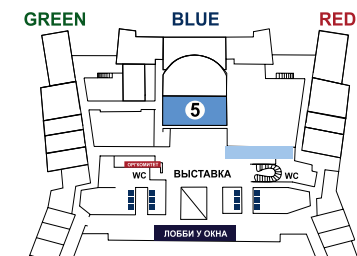 GREEN BLUE RED
5
ОРГКОМИТЕТ
WC ВЫСТАВКА WC
ЛОББИ У ОКНА